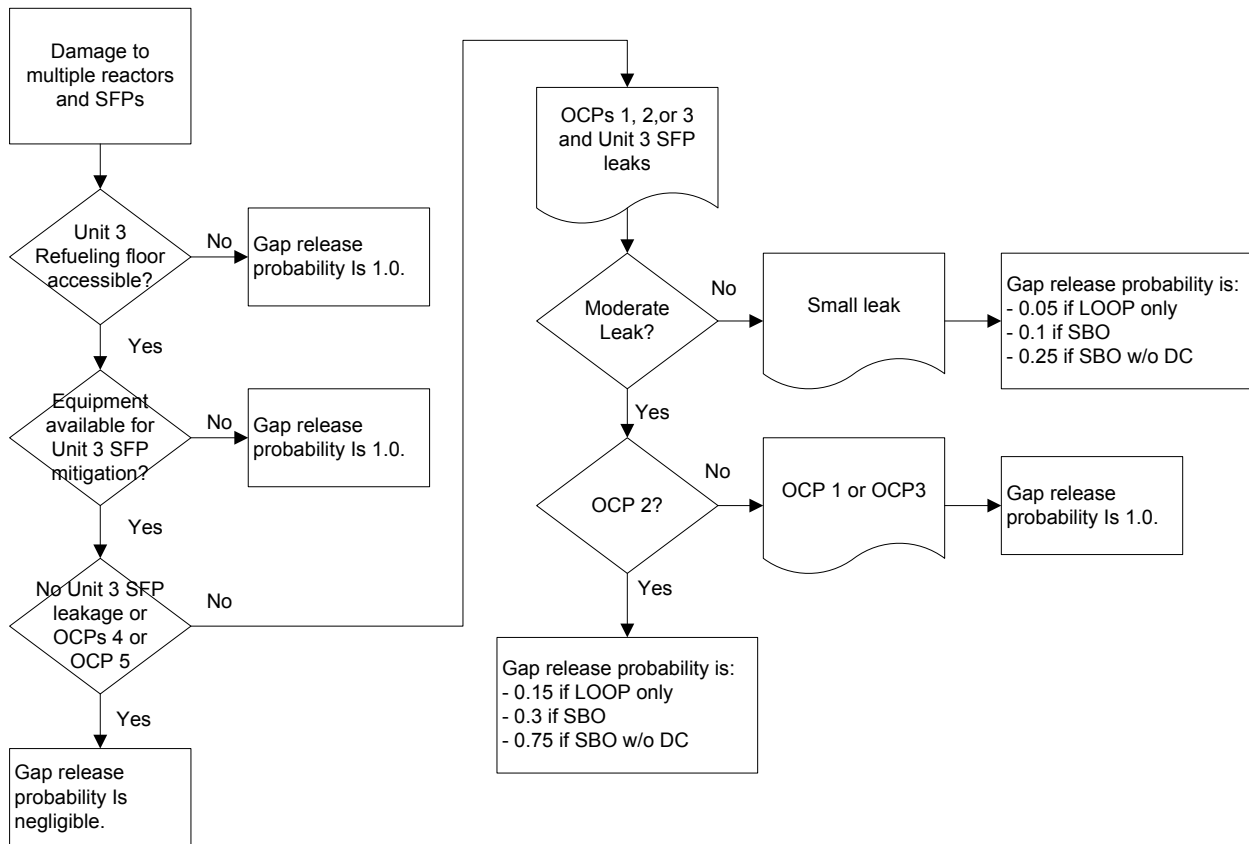 Damage to
multiple reactors
and SFPs
Unit 3
Refueling floor
accessible?
No
Gap release
probability Is 1.0.
Yes
Equipment
available for
Unit 3 SFP
mitigation?
No
Gap release
probability Is 1.0.
Yes
No Unit 3 SFP
leakage or
OCPs 4 or
OCP 5
No
Yes
Gap release
probability Is
negligible.
OCPs 1, 2,or 3
and Unit 3 SFP
leaks
Moderate
Leak?
No
Small leak
Gap release probability is:
- 0.05 if LOOP only
- 0.1 if SBO
- 0.25 if SBO w/o DC
Yes
OCP 2?
No
OCP 1 or OCP3
Gap release
probability Is 1.0.
Yes
Gap release probability is:
- 0.15 if LOOP only
- 0.3 if SBO
- 0.75 if SBO w/o DC